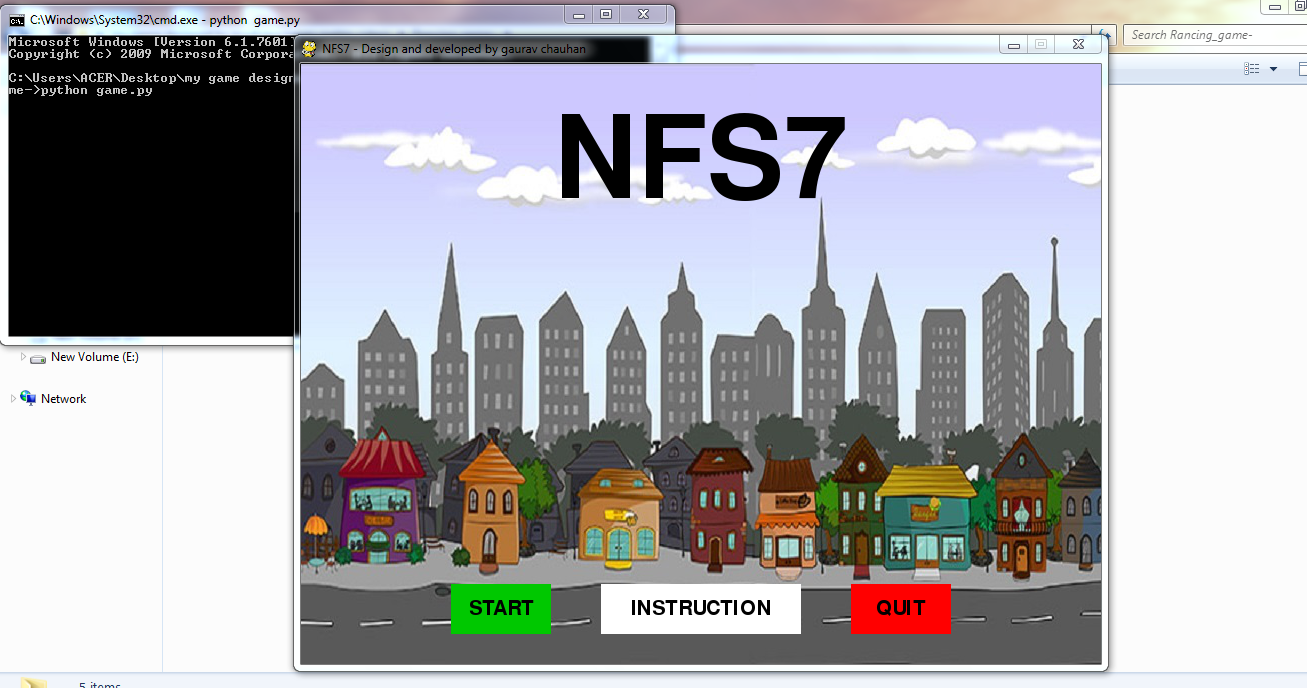 C:\Windows\System32\cmd.exe - python  game.py
Microsoft Windows [Version 6.1.7601]
Copyright (c) 2009 Microsoft Corpora
C:\Users\ACER\Desktop\my game design
me->python game.py
NFS7 - Design and developed by gaurav chauhan
Search Rancing_game-
NFS7
New Volume (E:)
Network
START
INSTRUCTION
QUIT
5 items